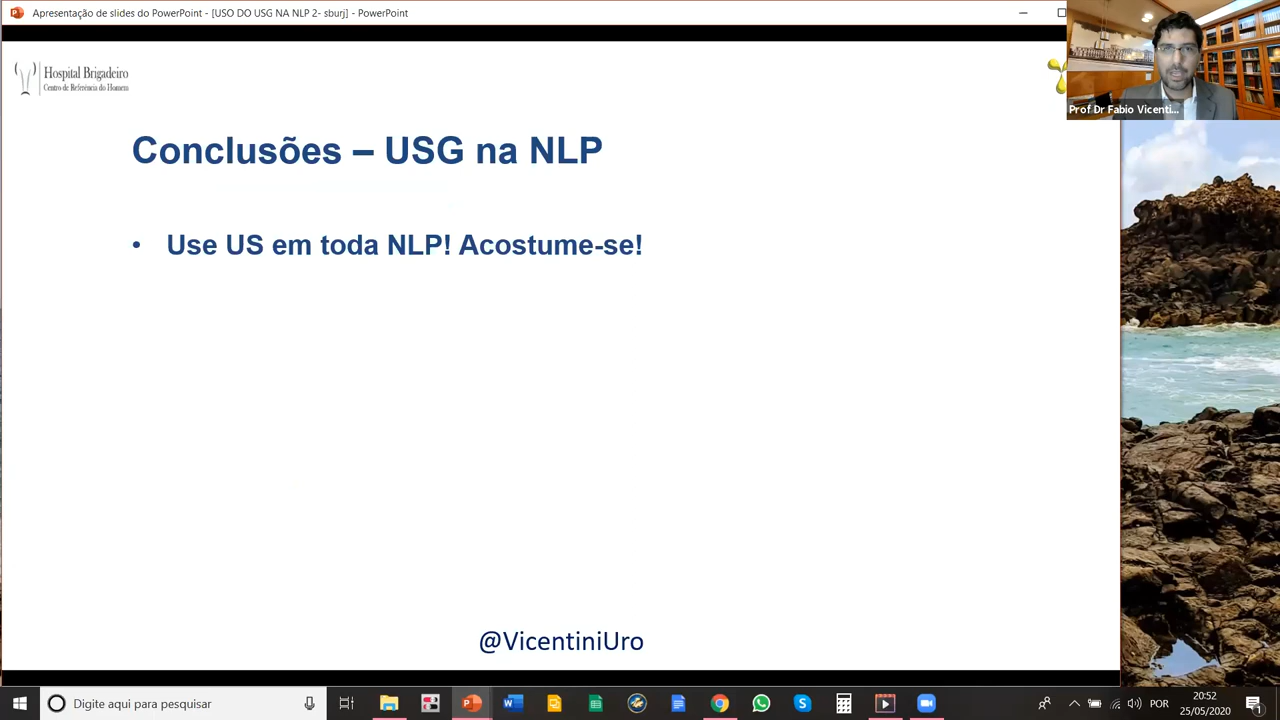 Apresentação de slides do PowerPoint - [USO DO USG NA NLP 2- sburj] - PowerPoint
Hospital Brigadeiro
Centro de Referência do Homem
Prof Dr Fabio Vicenti...
Conclusões – USG na NLP
• Use US em toda NLP! Acostume-se!
@VicentiniUro
Digite aqui para pesquisar
POR
20:52
25/05/2020
1